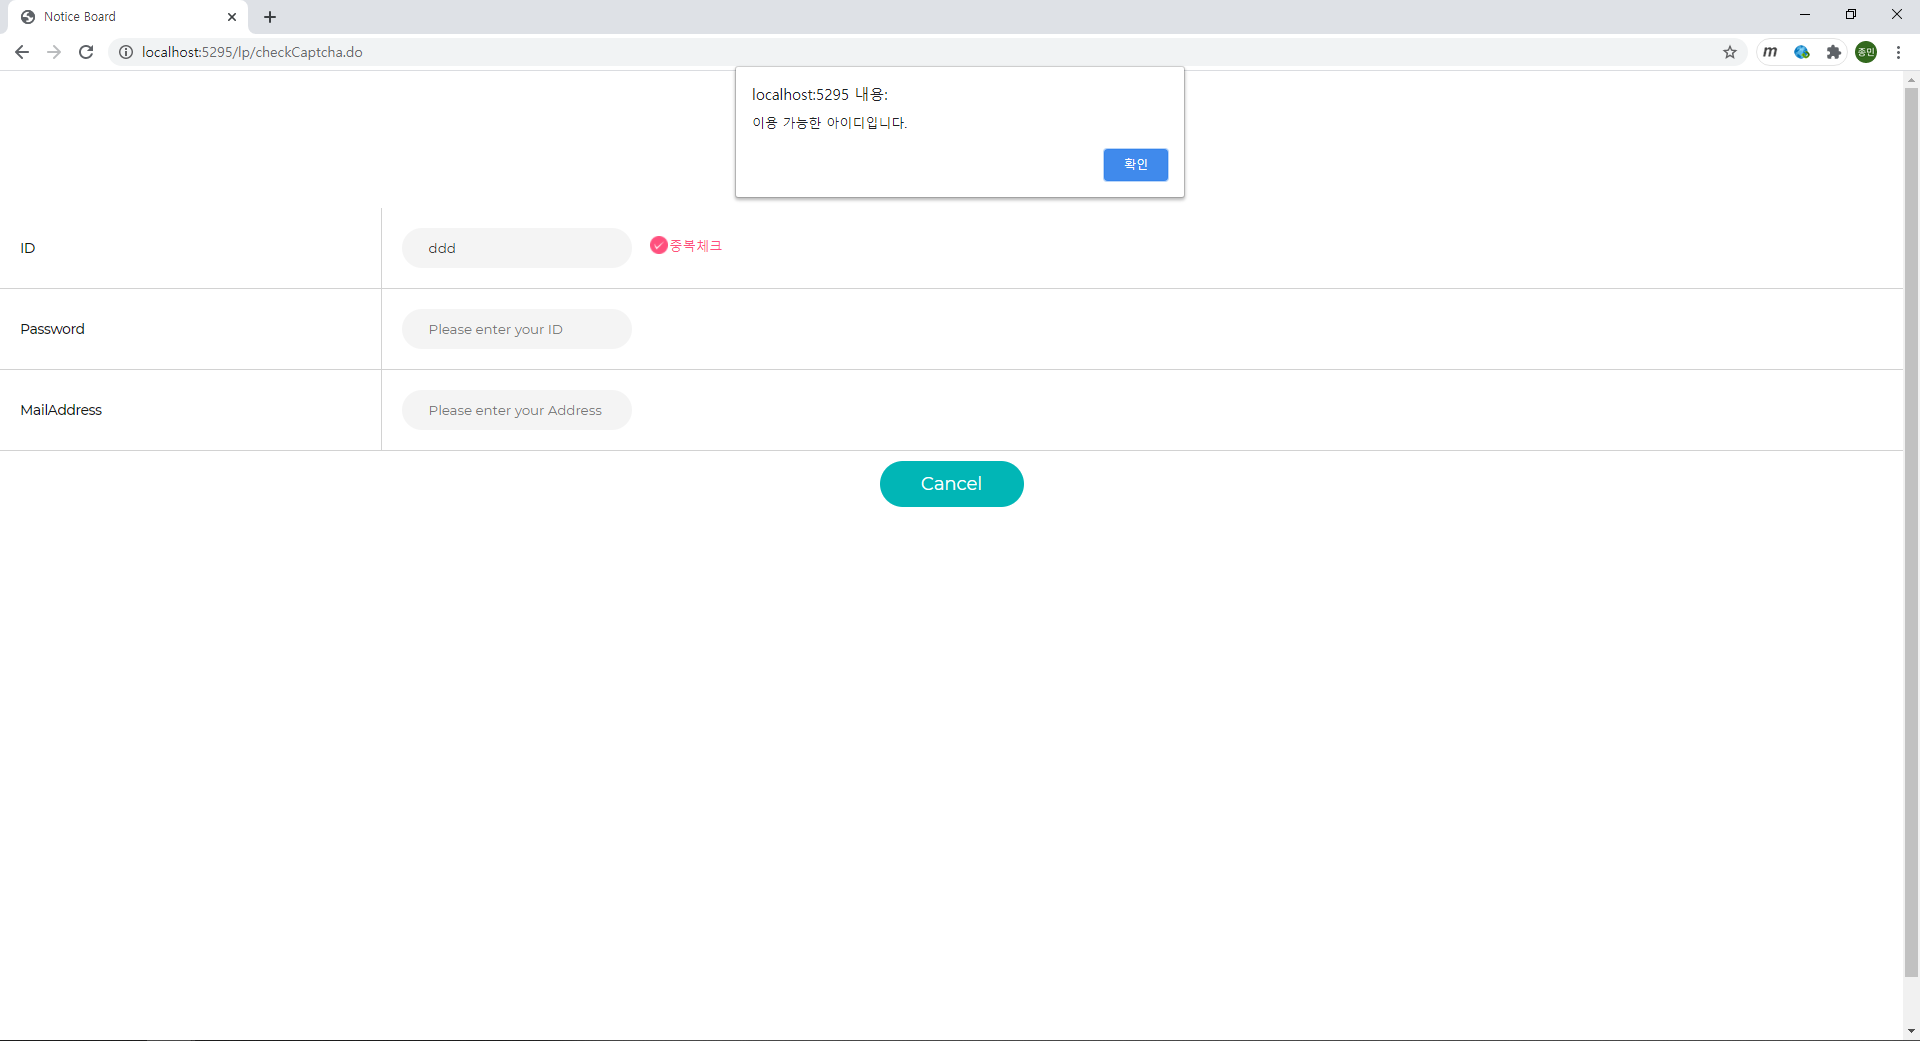 Notice Board
localhost:5295/lp/checkCaptcha.do
m
종민
localhost:5295 내용:
이용 가능한 아이디입니다.
확인
ID
ddd
중복체크
Password
Please enter your ID
MailAddress
Please enter your Address
Cancel